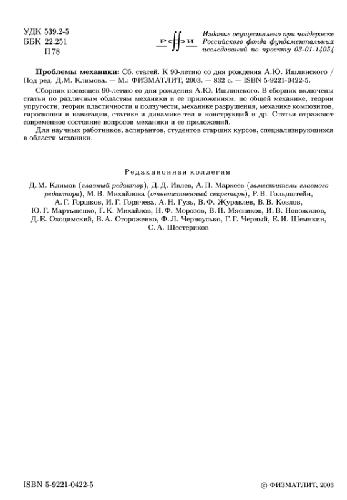 УДК 539.2-5
ББК 22.251
П78
РФФИ
Издание осуществлено при поддержке
Российского фонда фундаментальных
исследований по проекту 03-01-14054
Проблемы механики: Сб. статей. К 90-летию со дня рождения А.Ю. Ишлинского /
Под ред. Д.М. Климова. — М.: ФИЗМАТЛИТ, 2003. — 832 с. — ISBN 5-9221-0422-5.
Сборник посвящен 90-летию со дня рождения А.Ю. Ишлинского. В сборник включены
статьи по различным областям механики и ее приложениям: по общей механике, теории
упругости, теории пластичности и ползучести, механике разрушения, механике композитов,
гироскопии и навигации, статике и динамике тел и конструкций и др. Статьи отражают
современное состояние вопросов механики и ее приложений.
Для научных работников, аспирантов, студентов старших курсов, специализирующихся
в области механики.
Редакционная коллегия
Д.М. Климов (главный редактор), Д.Д. Ивлев, А.П. Маркеев (заместители главного
редактора), М.В. Михайлова (ответственный секретарь), Р.В. Гольдштейн,
А.Г. Горшков, И.Г. Горячева, А.Н. Гузь, В.Ф. Журавлев, В.В. Козлов,
Ю.Г. Мартыненко, Г.К. Михайлов, Н.Ф. Морозов, В.П. Мясников, И.В. Новожилов,
Д.Е. Охоцимский, В.А. Стороженко, Ф.Л. Черноусько, Г.Г. Черный, Е.И. Шемякин,
С.А. Шестериков
ISBN 5-9221-0422-5
© ФИЗМАТЛИТ, 2003